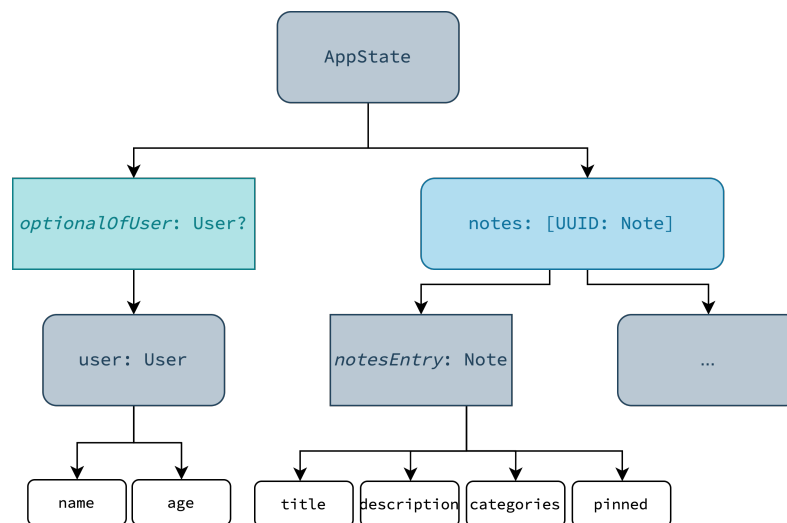 AppState
optionalOfUser: User?
notes: [UUID: Note]
user: User
notesEntry: Note
...
name
age
title
description
categories
pinned